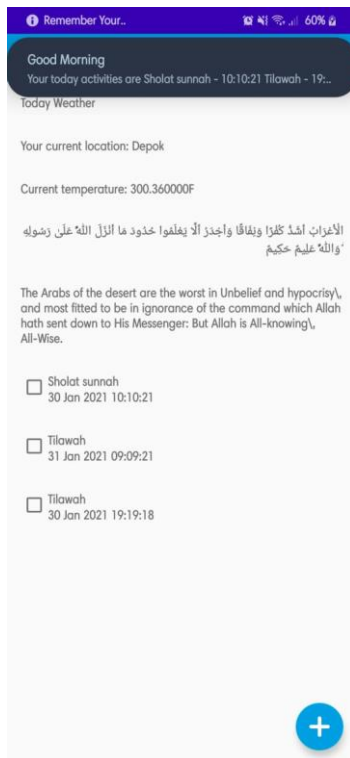 Remember Your.. 60%
Good Morning
Your today activities are Sholat sunnah - 10:10:21 Tilawah - 19:..
Today Weather
Your current location: Depok
Current temperature: 300.360000F
الْأَعْرَابُ أَشَدُّ كُفْرًا وَنِفَاقًا وَأَجْدَرُ أَلَّا يَعْلَمُوا حُدُودَ مَا أَنْزَلَ اللَّهُ عَلَىٰ رَسُولِهِ
ۗ وَاللَّهُ عَلِيمٌ حَكِيمٌ
The Arabs of the desert are the worst in Unbelief and hypocrisy\,
and most fitted to be in ignorance of the command which Allah
hath sent down to His Messenger: But Allah is All-knowing\,
All-Wise.
Sholat sunnah
30 Jan 2021 10:10:21
Tilawah
31 Jan 2021 09:09:21
Tilawah
30 Jan 2021 19:19:18
+